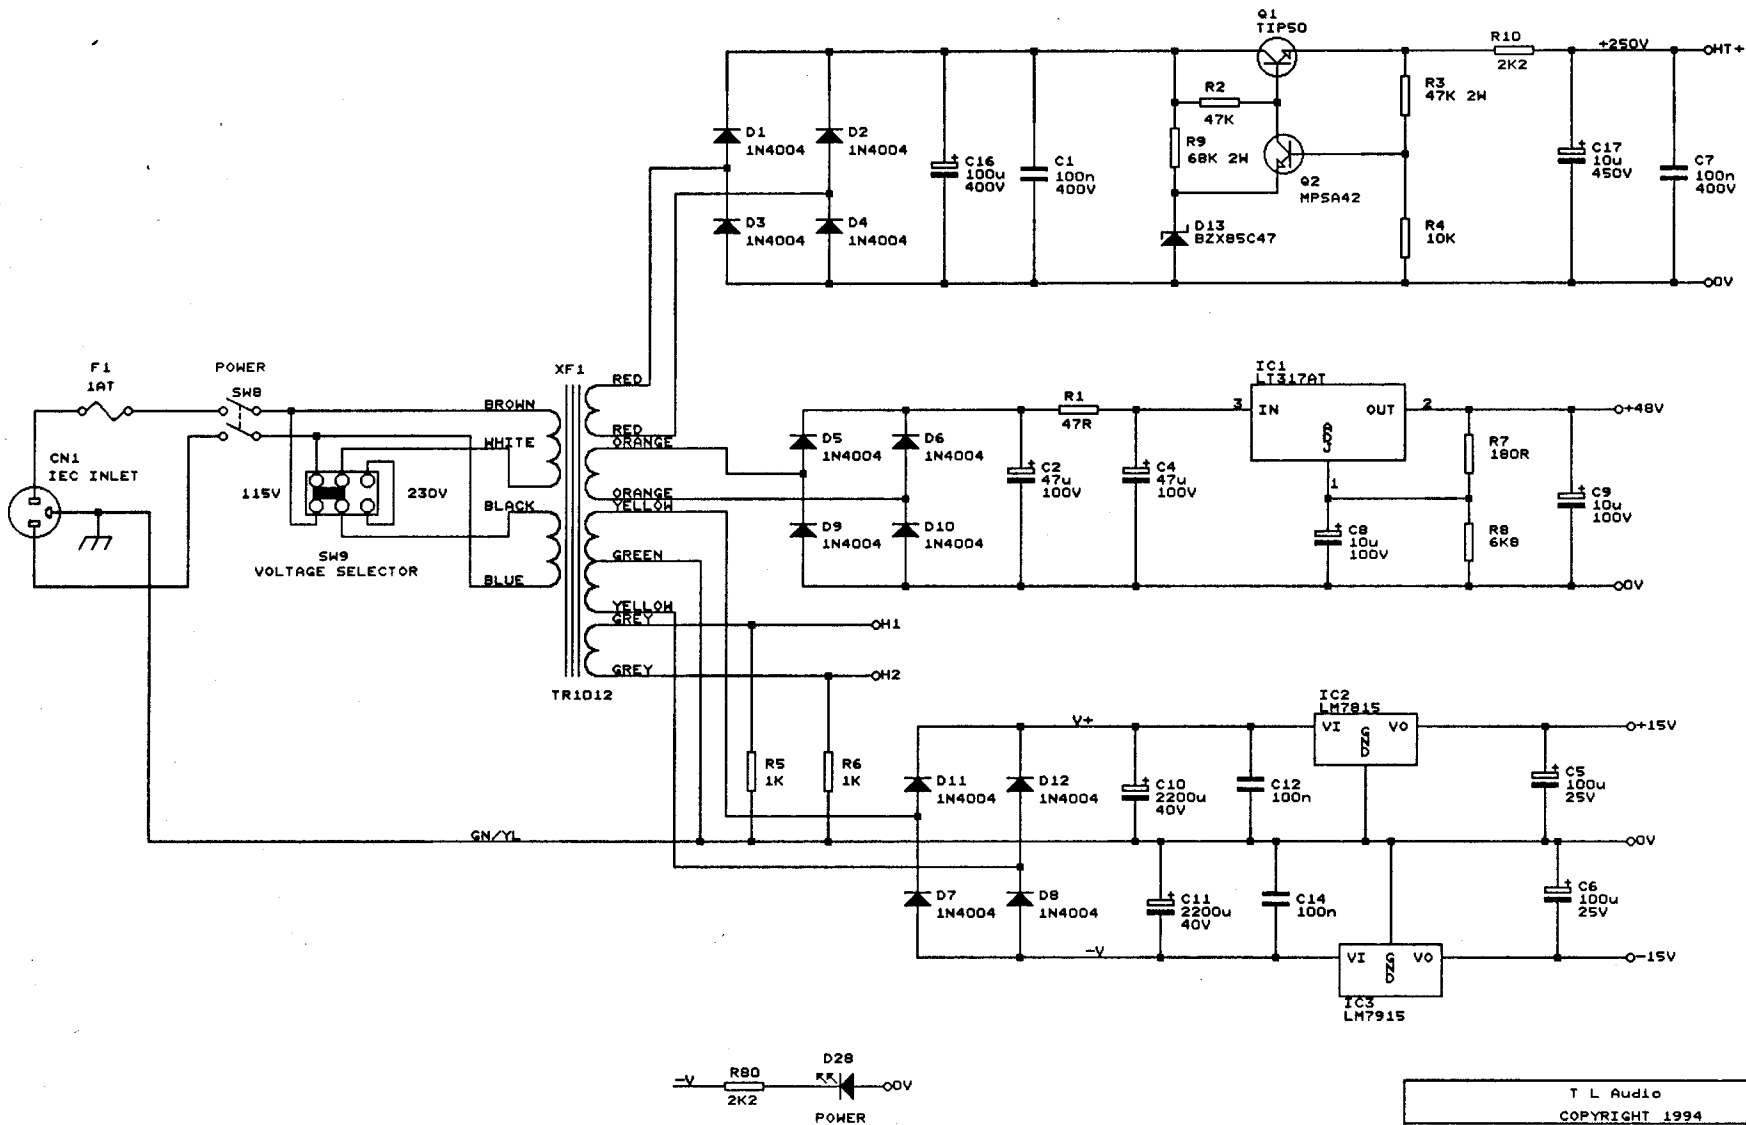 Q1
TIP50
R10
2K2
+250V
HT+
R2
47K
R3
47K 2W
D1
1N4004
D2
1N4004
R9
68K 2W
C16
100u
400V
C1
100n
400V
Q2
MPSA42
C17
10u
450V
C7
100n
400V
D3
1N4004
D4
1N4004
D13
BZX85C47
R4
10K
0V
F1
1AT
POWER
SW8
XF1
RED
RED
BROWN
WHITE
BLACK
BLUE
ORANGE
ORANGE
YELLOW
GREEN
YELLOW
GREY
GREY
TR1012
CN1
IEC INLET
115V
230V
SW9
VOLTAGE SELECTOR
IC1
LT317AT
3
IN
OUT
2
ADJ
1
+48V
R1
47R
D5
1N4004
D6
1N4004
C2
47u
100V
C4
47u
100V
R7
180R
D9
1N4004
D10
1N4004
C8
10u
100V
R8
6K8
C9
10u
100V
0V
H1
H2
R5
1K
R6
1K
GN/YL
V+
IC2
LM7815
VI
VO
GND
+15V
D11
1N4004
D12
1N4004
C10
2200u
40V
C12
100n
C5
100u
25V
0V
D7
1N4004
D8
1N4004
C11
2200u
40V
C14
100n
C6
100u
25V
-V
VI
VO
GND
-15V
IC3
LM7915
-V
R80
2K2
D28
0V
POWER
T L Audio
COPYRIGHT 1994